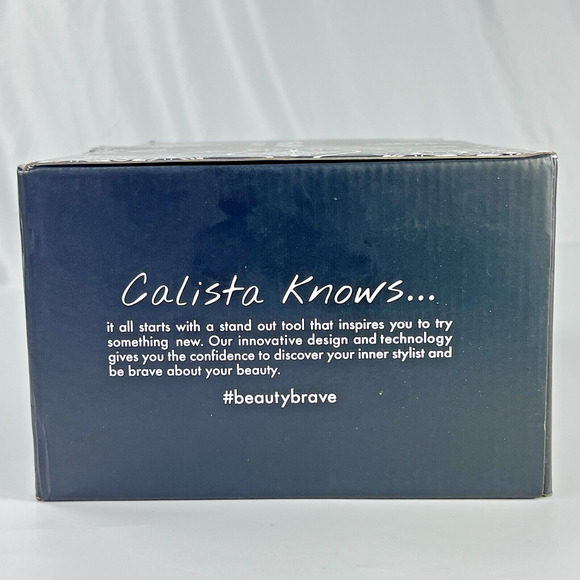 Calista Knows...
it all starts with a stand out tool that inspires you to try
something new. Our innovative design and technology
gives you the confidence to discover your inner stylist and
be brave about your beauty.
#beautybrave